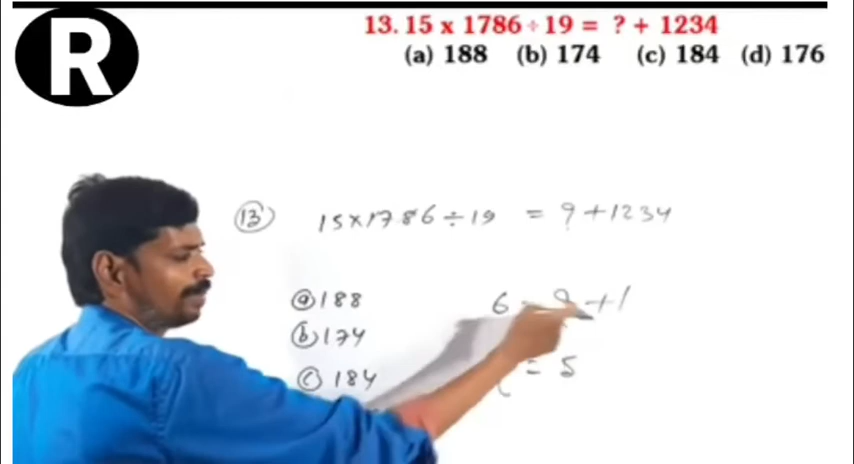 R
13. 15 x 1786 ÷ 19 = ? + 1234
(a) 188 (b) 174 (c) 184 (d) 176
13 15×1786÷19 = ?+1234
a 188
b 174
c 184
6 = ? + 1
= 5